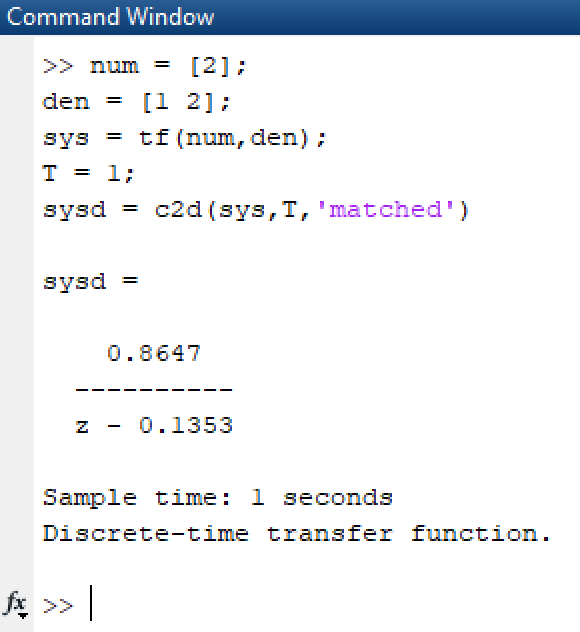 Command Window
>> num = [2];
den = [1 2];
sys = tf(num,den);
T = 1;
sysd = c2d(sys,T,'matched')
sysd =
0.8647
----------
z - 0.1353
Sample time: 1 seconds
Discrete-time transfer function.
fx >>